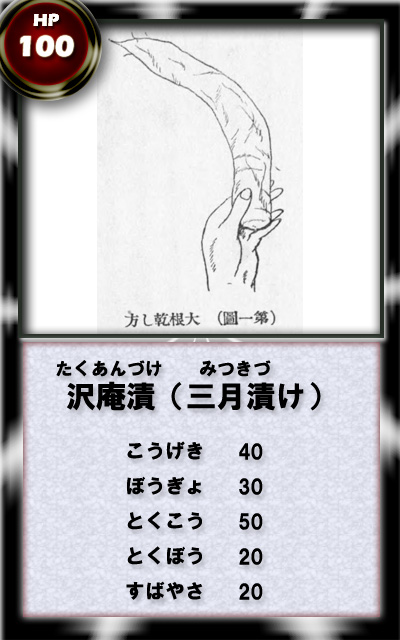 HP
100
方し乾根大 （圖一第）
たくあんづけ みつきづ
沢庵漬（三月漬け）
こうげき 40
ぼうぎょ 30
とくこう 50
とくぼう 20
すばやさ 20